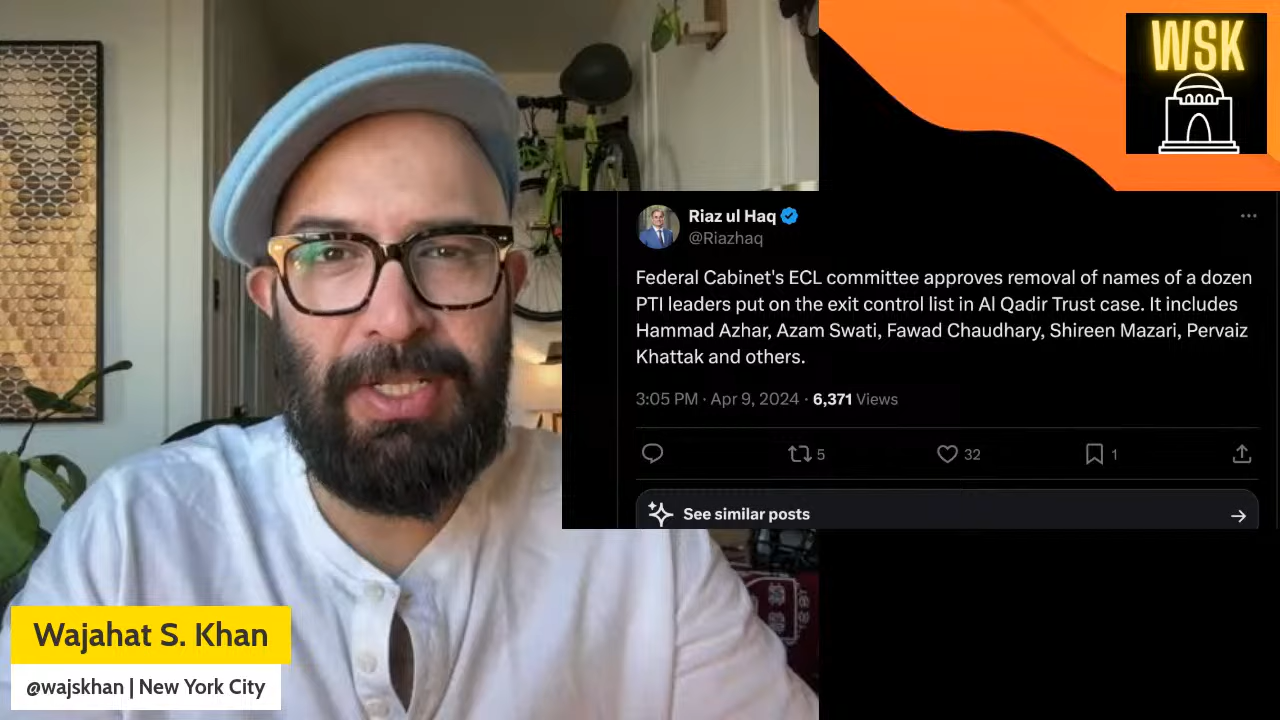 WSK
Riaz ul Haq
@Riazhaq
Federal Cabinet's ECL committee approves removal of names of a dozen
PTI leaders put on the exit control list in Al Qadir Trust case. It includes
Hammad Azhar, Azam Swati, Fawad Chaudhary, Shireen Mazari, Pervaiz
Khattak and others.
3:05 PM · Apr 9, 2024 · 6,371 Views
5 32 1
See similar posts
Wajahat S. Khan
@wajskhan | New York City